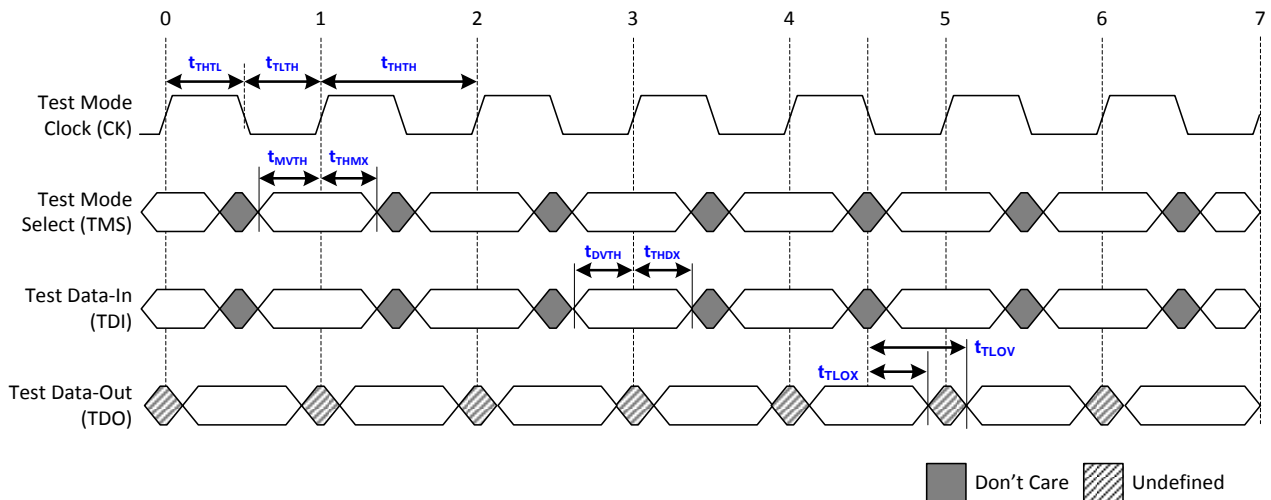 0 1 2 3 4 5 6 7
tTHTL tTLTH tTHTH
Test Mode
Clock (CK)
tMVTH tTHMX
Test Mode
Select (TMS)
tDVTH tTHDX
Test Data-In
(TDI)
tTLOV
tTLOX
Test Data-Out
(TDO)
Don't Care Undefined